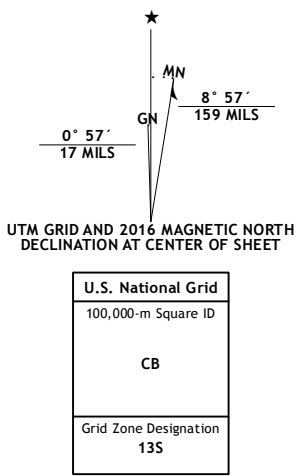 MN
GN
8° 57´
159 MILS
0° 57´
17 MILS
UTM GRID AND 2016 MAGNETIC NORTH
DECLINATION AT CENTER OF SHEET
U.S. National Grid
100,000-m Square ID
CB
Grid Zone Designation
13S